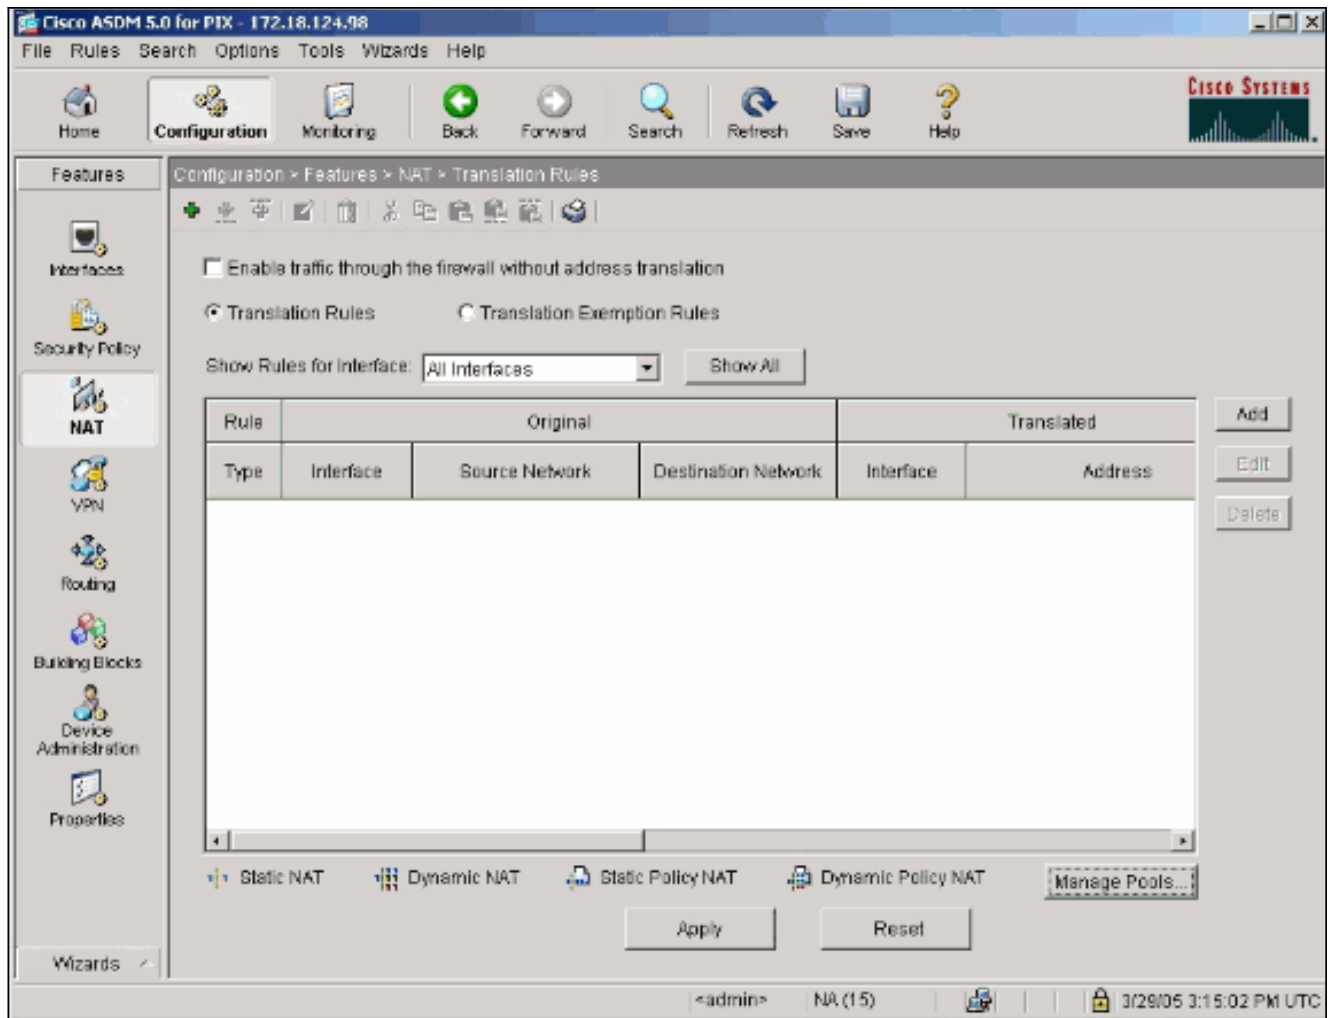 Cisco ASDM 5.0 for PIX - 172.18.124.98
File Rules Search Options Tools Wizards Help
Home Configuration Monitoring Back Forward Search Refresh Save Help
CISCO SYSTEMS
Features
Configuration > Features > NAT > Translation Rules
Interfaces
Security Policy
NAT
VPN
Routing
Building Blocks
Device
Administration
Properties
Wizards
Enable traffic through the firewall without address translation
Translation Rules Translation Exemption Rules
Show Rules for Interface: All Interfaces Show All
Rule Original Translated
Type Interface Source Network Destination Network Interface Address
Add
Edit
Delete
Static NAT Dynamic NAT Static Policy NAT Dynamic Policy NAT Manage Pools...
Apply Reset
<admin> NA (15) 3/29/05 3:15:02 PM UTC